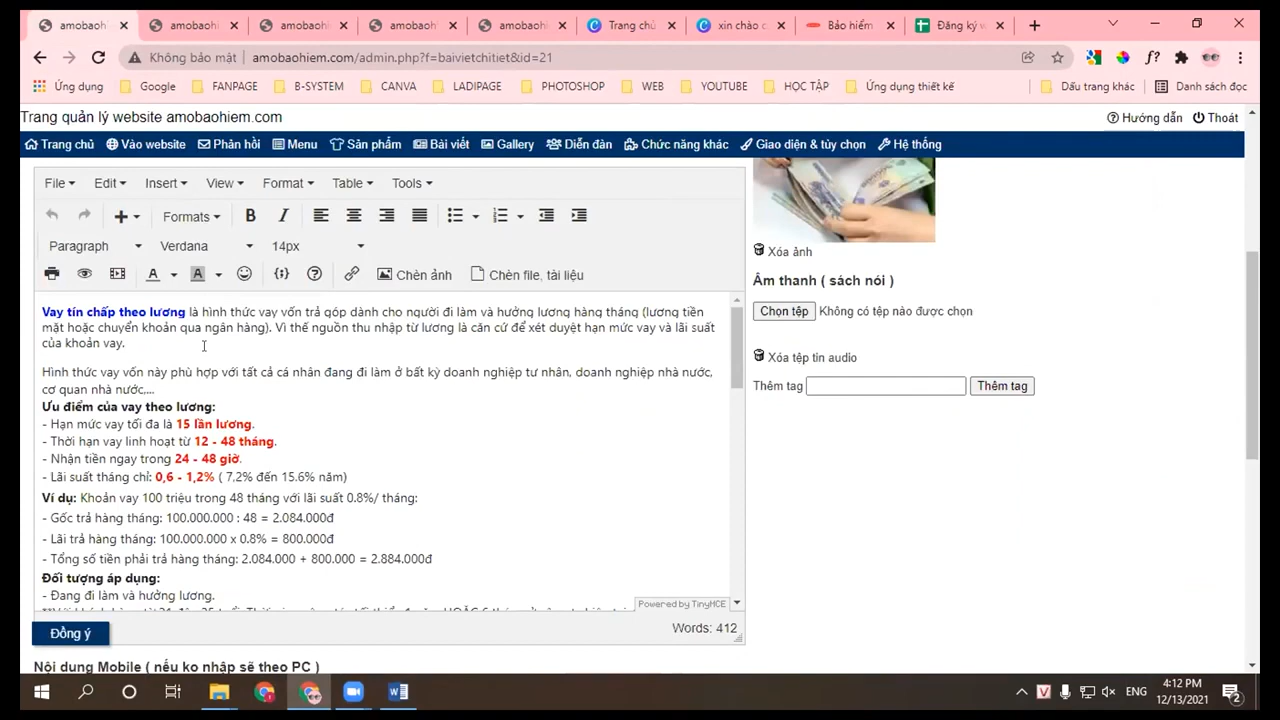 amobaohi
amobaohi
amobaohi
amobaohi
amobaohi
Trang chủ
xin chào c
Bảo hiểm
Đăng ký w
Không bảo mật
amobaohiem.com/admin.php?f=baivietchitiet&id=21
Ứng dụng
Google
FANPAGE
B-SYSTEM
CANVA
LADIPAGE
PHOTOSHOP
WEB
YOUTUBE
HỌC TẬP
Ứng dụng thiết kế
Dấu trang khác
Danh sách đọc
Trang quản lý website amobaohiem.com
Hướng dẫn
Thoát
Trang chủ
Vào website
Phản hồi
Menu
Sản phẩm
Bài viết
Gallery
Diễn đàn
Chức năng khác
Giao diện & tùy chọn
Hệ thống
File
Edit
Insert
View
Format
Table
Tools
Formats
Paragraph
Verdana
14px
Chèn ảnh
Chèn file, tài liệu
Vay tín chấp theo lương là hình thức vay vốn trả góp dành cho người đi làm và hưởng lương hàng tháng (lương tiền
mặt hoặc chuyển khoản qua ngân hàng). Vì thế nguồn thu nhập từ lương là căn cứ để xét duyệt hạn mức vay và lãi suất
của khoản vay.
Hình thức vay vốn này phù hợp với tất cả cá nhân đang đi làm ở bất kỳ doanh nghiệp tư nhân, doanh nghiệp nhà nước,
cơ quan nhà nước,...
Ưu điểm của vay theo lương:
- Hạn mức vay tối đa là 15 lần lương.
- Thời hạn vay linh hoạt từ 12 - 48 tháng.
- Nhận tiền ngay trong 24 - 48 giờ.
- Lãi suất tháng chỉ: 0,6 - 1,2% ( 7.2% đến 15.6% năm)
Ví dụ: Khoản vay 100 triệu trong 48 tháng với lãi suất 0.8%/ tháng:
- Gốc trả hàng tháng: 100.000.000 : 48 = 2.084.000đ
- Lãi trả hàng tháng: 100.000.000 x 0.8% = 800.000đ
- Tổng số tiền phải trả hàng tháng: 2.084.000 + 800.000 = 2.884.000đ
Đối tượng áp dụng:
- Đang đi làm và hưởng lương.
Powered by TinyMCE
Words: 412
Đồng ý
Nội dung Mobile ( nếu ko nhập sẽ theo PC )
Xóa ảnh
Âm thanh ( sách nói )
Chọn tệp
Không có tệp nào được chọn
Xóa tệp tin audio
Thêm tag
Thêm tag
ENG
4:12 PM
12/13/2021
2